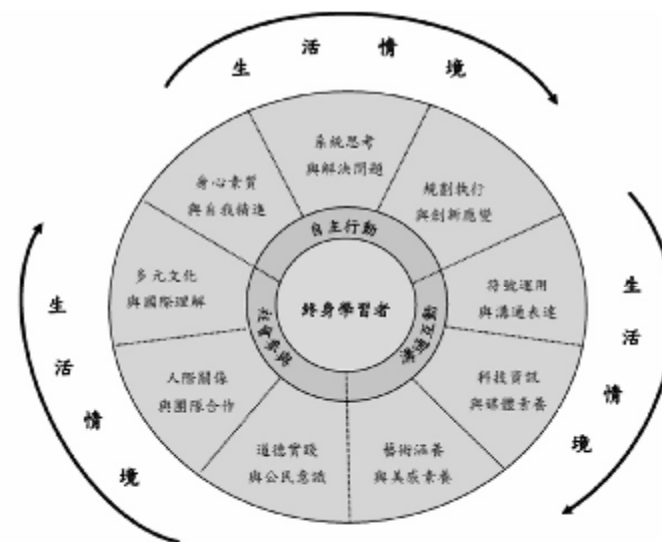 生活情境
系統思考
與解決問題
規劃執行
與創新應變
符號運用
與溝通表達
科技資訊
與媒體素養
藝術涵養
與美感素養
道德實踐
與公民意識
人際關係
與團隊合作
多元文化
與國際理解
身心素質
與自我精進
自主行動
溝通互動
社會參與
終身學習者
生活情境
生活情境